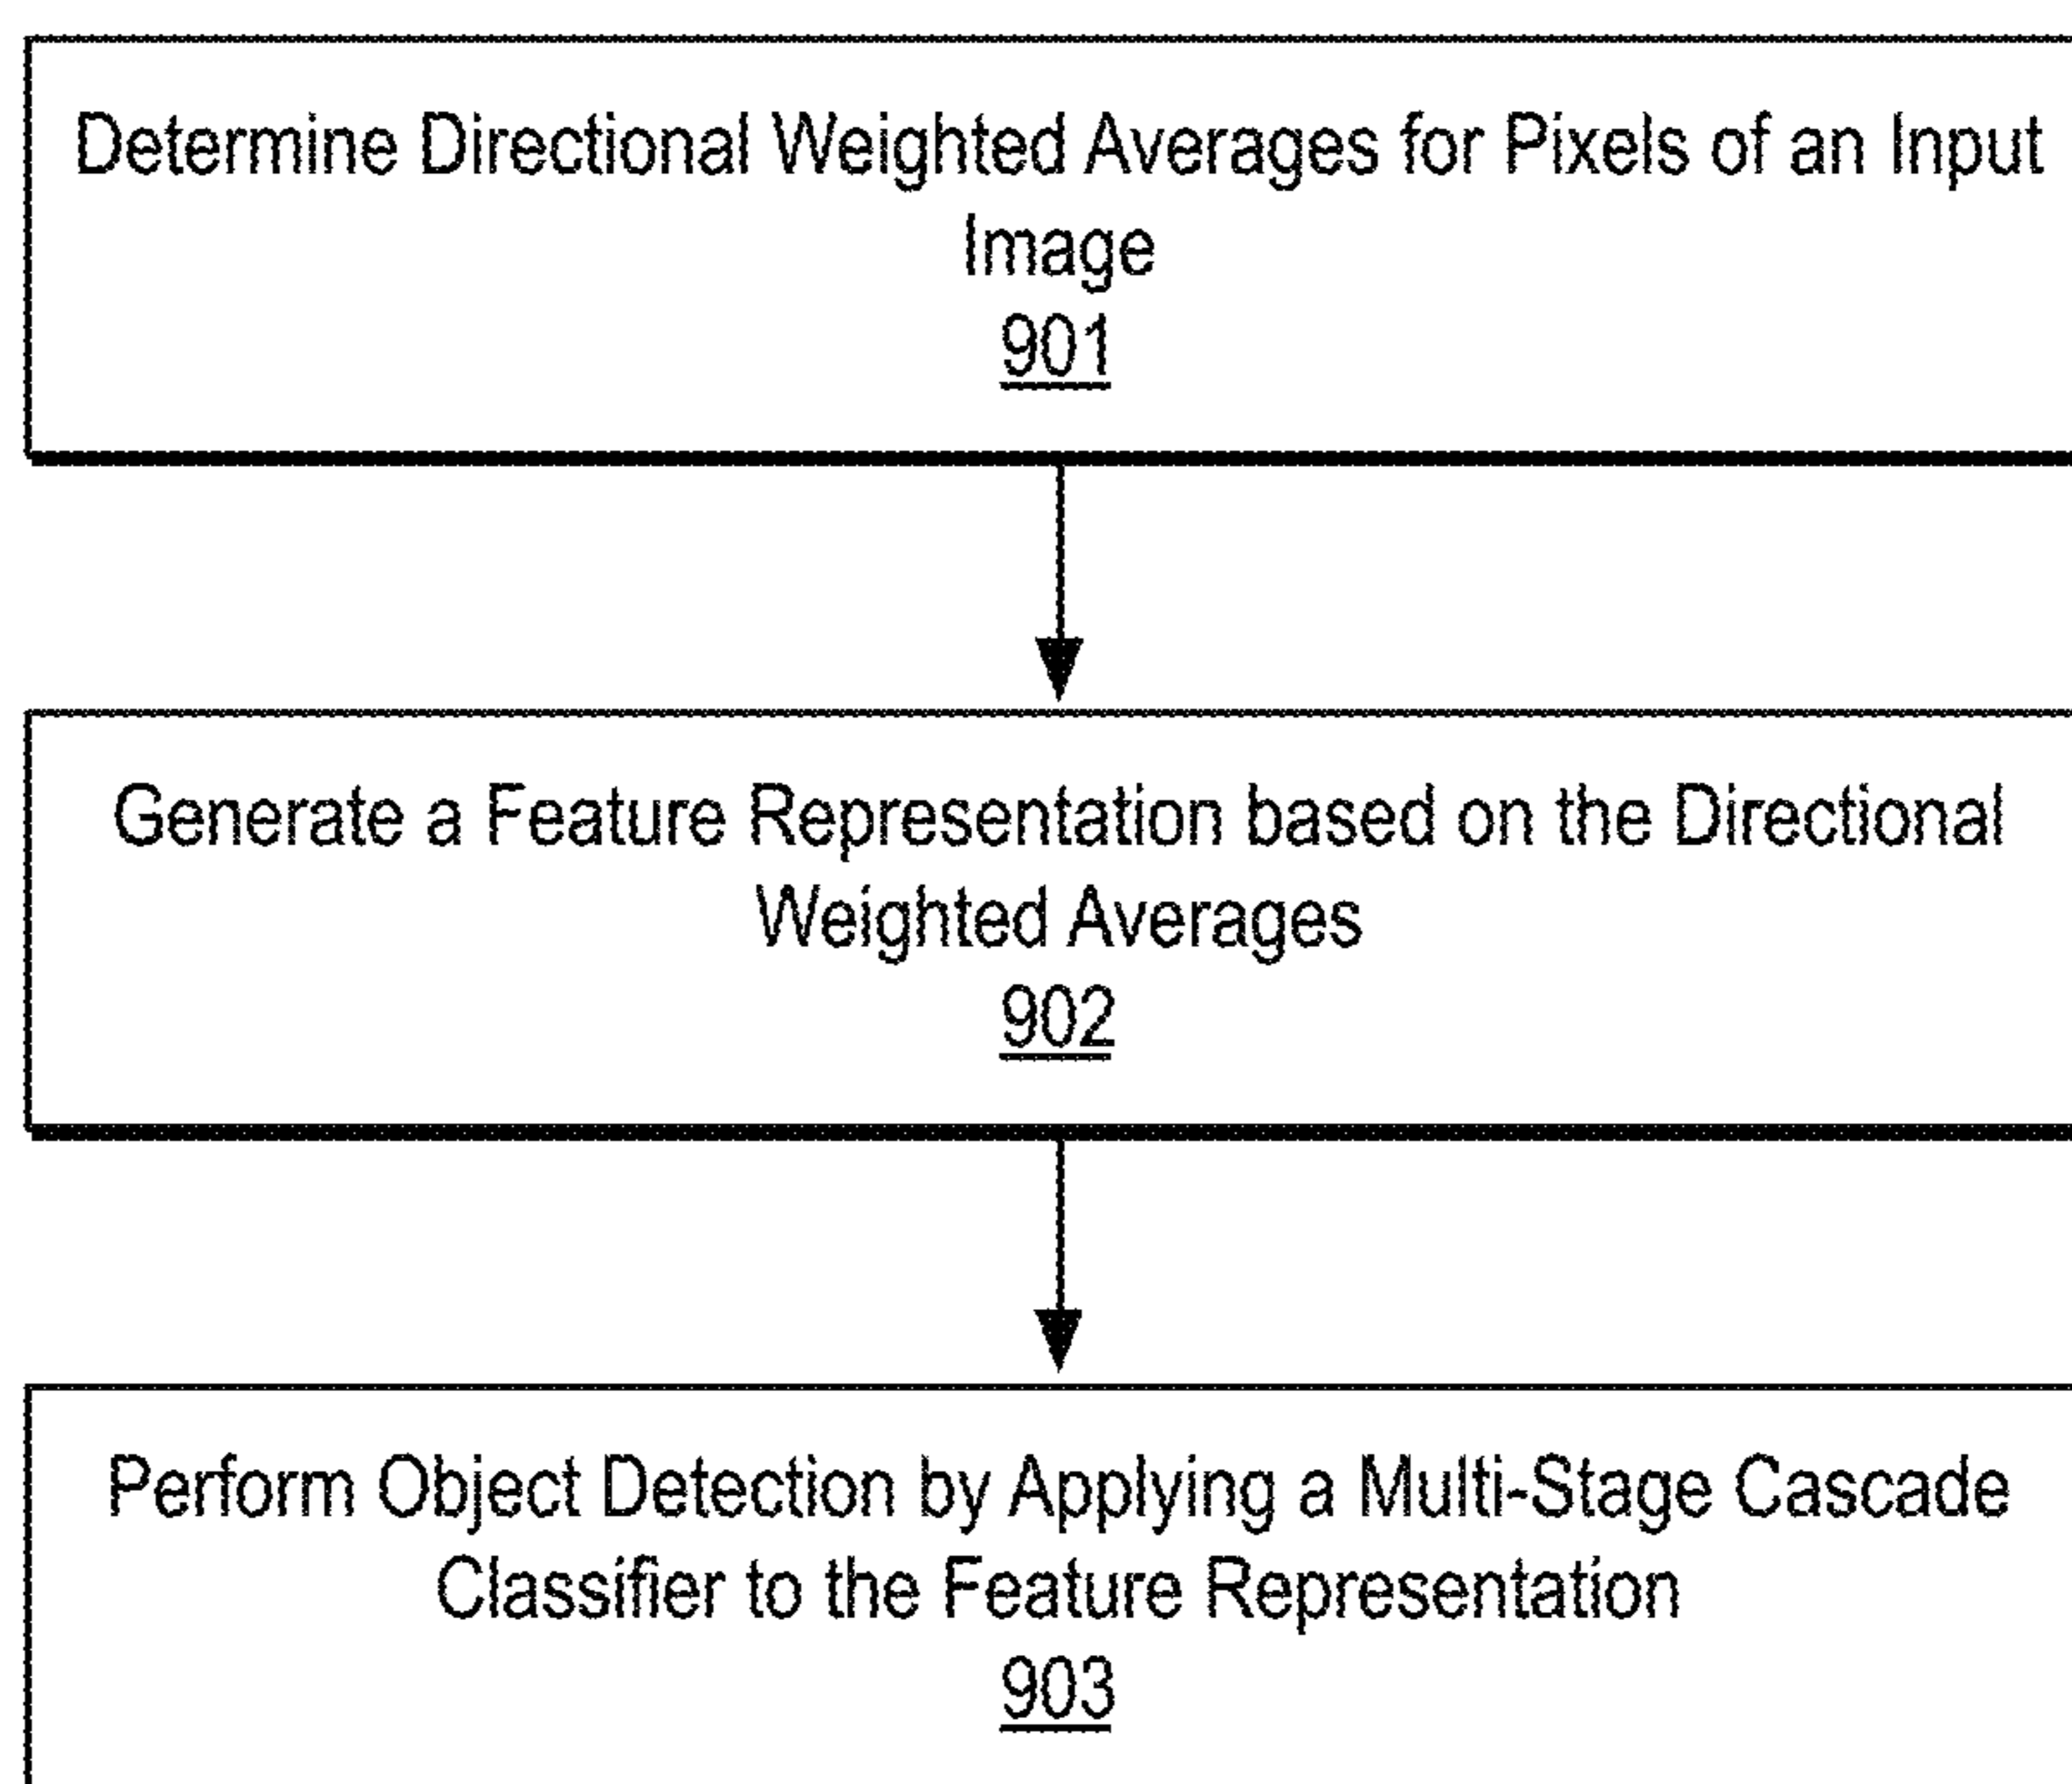 Determine Directional Weighted Averages for Pixels of an Input
Image
901
Generate a Feature Representation based on the Directional
Weighted Averages
902
Perform Object Detection by Applying a Multi-Stage Cascade
Classifier to the Feature Representation
903